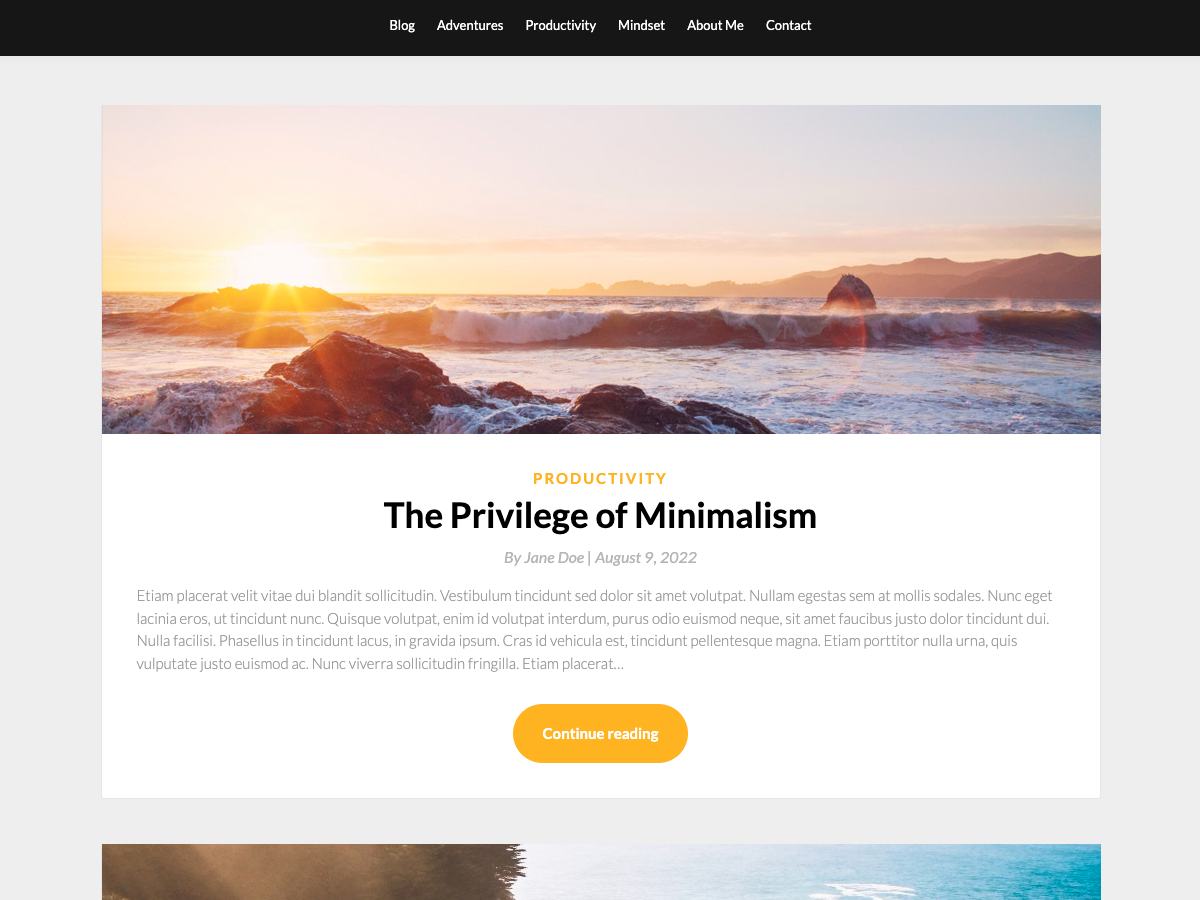 Blog Adventures Productivity Mindset About Me Contact
PRODUCTIVITY
The Privilege of Minimalism
By Jane Doe | August 9, 2022
Etiam placerat velit vitae dui blandit sollicitudin. Vestibulum tincidunt sed dolor sit amet volutpat. Nullam egestas sem at mollis sodales. Nunc eget
lacinia eros, ut tincidunt nunc. Quisque volutpat, enim id volutpat interdum, purus odio euismod neque, sit amet faucibus justo dolor tincidunt dui.
Nulla facilisi. Phasellus in tincidunt lacus, in gravida ipsum. Cras id vehicula est, tincidunt pellentesque magna. Etiam porttitor nulla urna, quis
vulputate justo euismod ac. Nunc viverra sollicitudin fringilla. Etiam placerat…
Continue reading